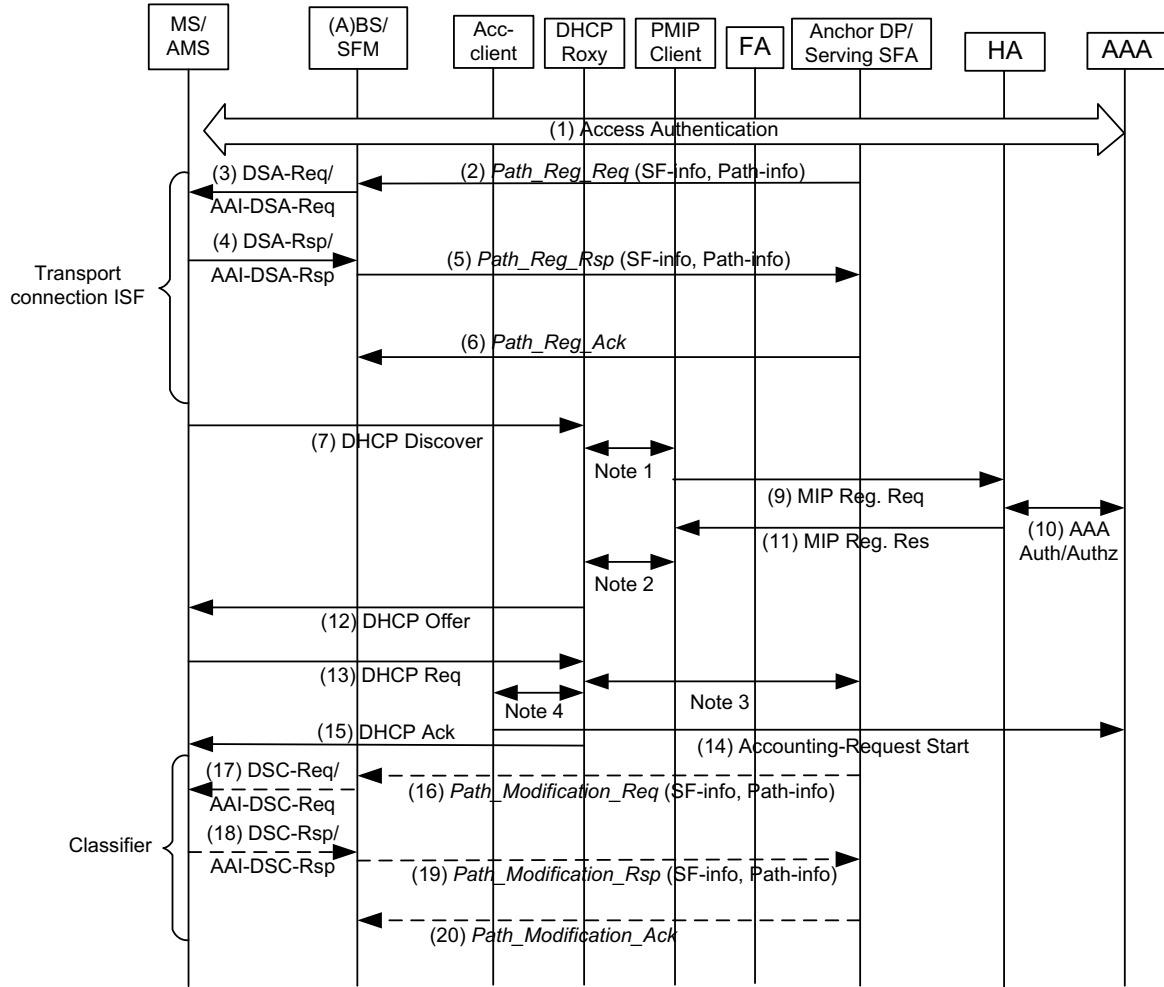 MS/
AMS
(A)BS/
SFM
Acc-
client
DHCP
Roxy
PMIP
Client
FA
Anchor DP/
Serving SFA
HA
AAA
(1) Access Authentication
(2) Path_Reg_Req (SF-info, Path-info)
(3) DSA-Req/
AAI-DSA-Req
(4) DSA-Rsp/
AAI-DSA-Rsp
(5) Path_Reg_Rsp (SF-info, Path-info)
Transport
connection ISF
(6) Path_Reg_Ack
(7) DHCP Discover
Note 1
(9) MIP Reg. Req
(10) AAA
Auth/Authz
(11) MIP Reg. Res
Note 2
(12) DHCP Offer
(13) DHCP Req
Note 3
Note 4
(15) DHCP Ack
(14) Accounting-Request Start
(17) DSC-Req/
AAI-DSC-Req
(16) Path_Modification_Req (SF-info, Path-info)
Classifier
(18) DSC-Rsp/
AAI-DSC-Rsp
(19) Path_Modification_Rsp (SF-info, Path-info)
(20) Path_Modification_Ack